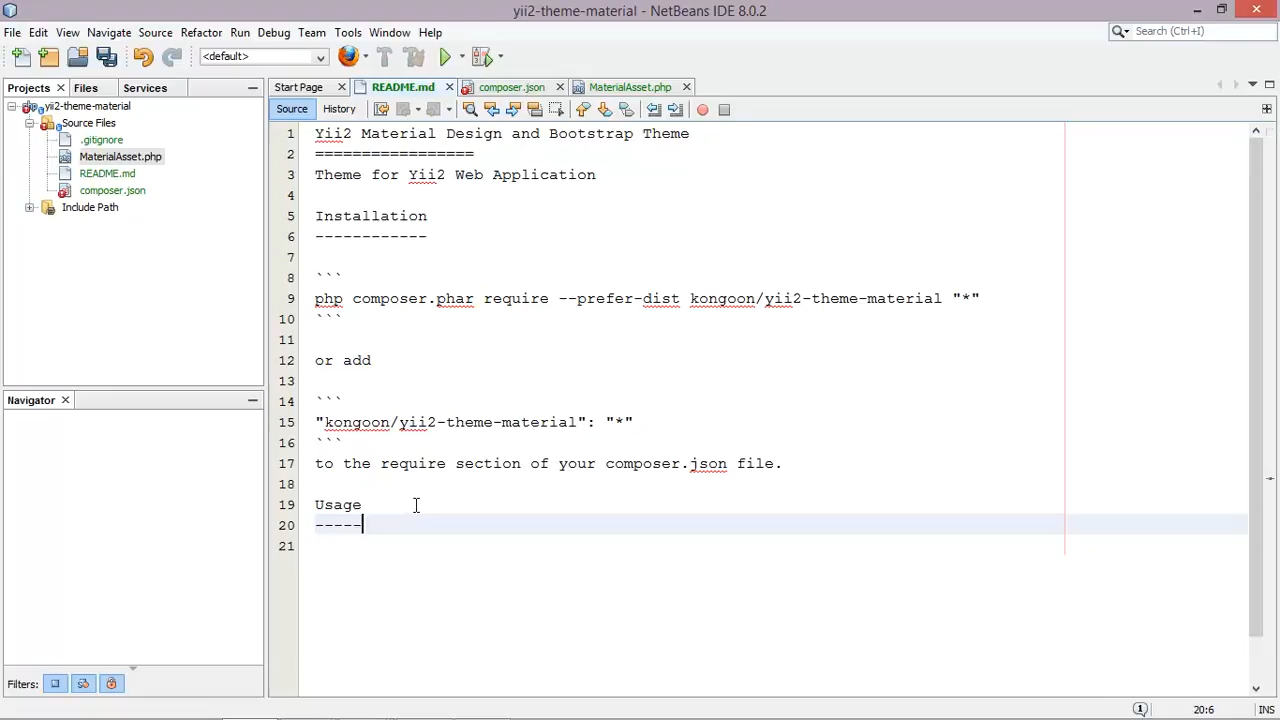 yii2-theme-material - NetBeans IDE 8.0.2
File Edit View Navigate Source Refactor Run Debug Team Tools Window Help
Search (Ctrl+I)
<default>
Projects Files Services
Start Page README.md composer.json MaterialAsset.php
Source History
yii2-theme-material
Source Files
.gitignore
MaterialAsset.php
README.md
composer.json
Include Path
Navigator
Filters:
1 Yii2 Material Design and Bootstrap Theme
2 =================
3 Theme for Yii2 Web Application
4
5 Installation
6 ------------
7
8 ```
9 php composer.phar require --prefer-dist kongoon/yii2-theme-material "*"
10 ```
11
12 or add
13
14 ```
15 "kongoon/yii2-theme-material": "*"
16 ```
17 to the require section of your composer.json file.
18
19 Usage
20 -----
21
1 20:6 INS